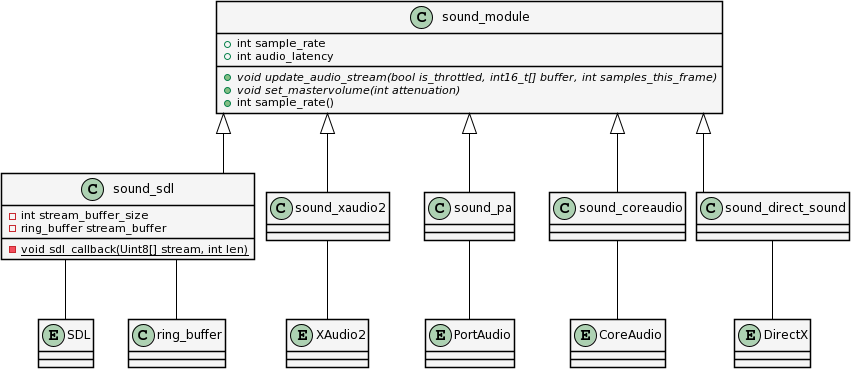 C sound_module
int sample_rate
int audio_latency
void update_audio_stream(bool is_throttled, int16_t[] buffer, int samples_this_frame)
void set_mastervolume(int attenuation)
int sample_rate()
C sound_sdl
int stream_buffer_size
ring_buffer stream_buffer
void sdl_callback(Uint8[] stream, int len)
C sound_xaudio2
C sound_pa
C sound_coreaudio
C sound_direct_sound
E SDL
C ring_buffer
E XAudio2
E PortAudio
E CoreAudio
E DirectX